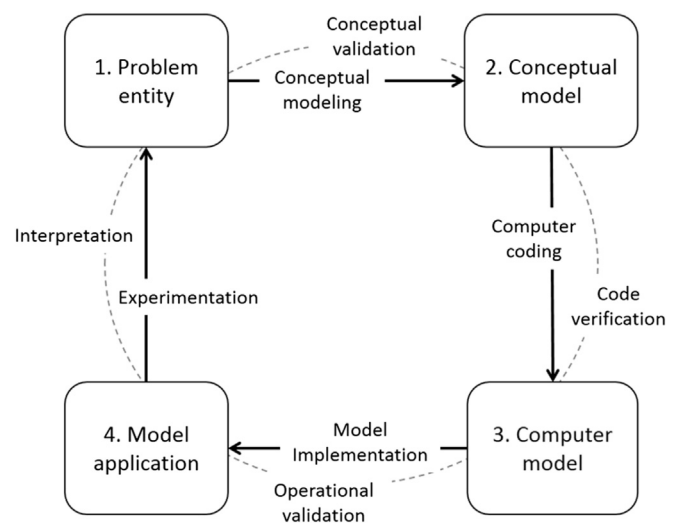 Conceptual
validation
1. Problem
entity
Conceptual
modeling
2. Conceptual
model
Interpretation
Experimentation
Computer
coding
Code
verification
4. Model
application
Model
Implementation
3. Computer
model
Operational
validation